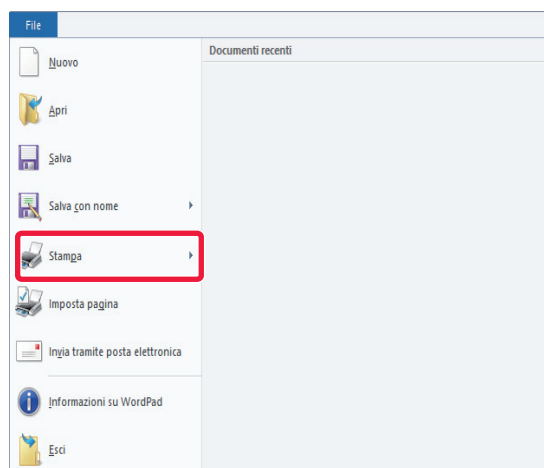 File
Documenti recenti
Nuovo
Apri
Salva
Salva con nome
Stampa
Imposta pagina
Invia tramite posta elettronica
Informazioni su WordPad
Esci